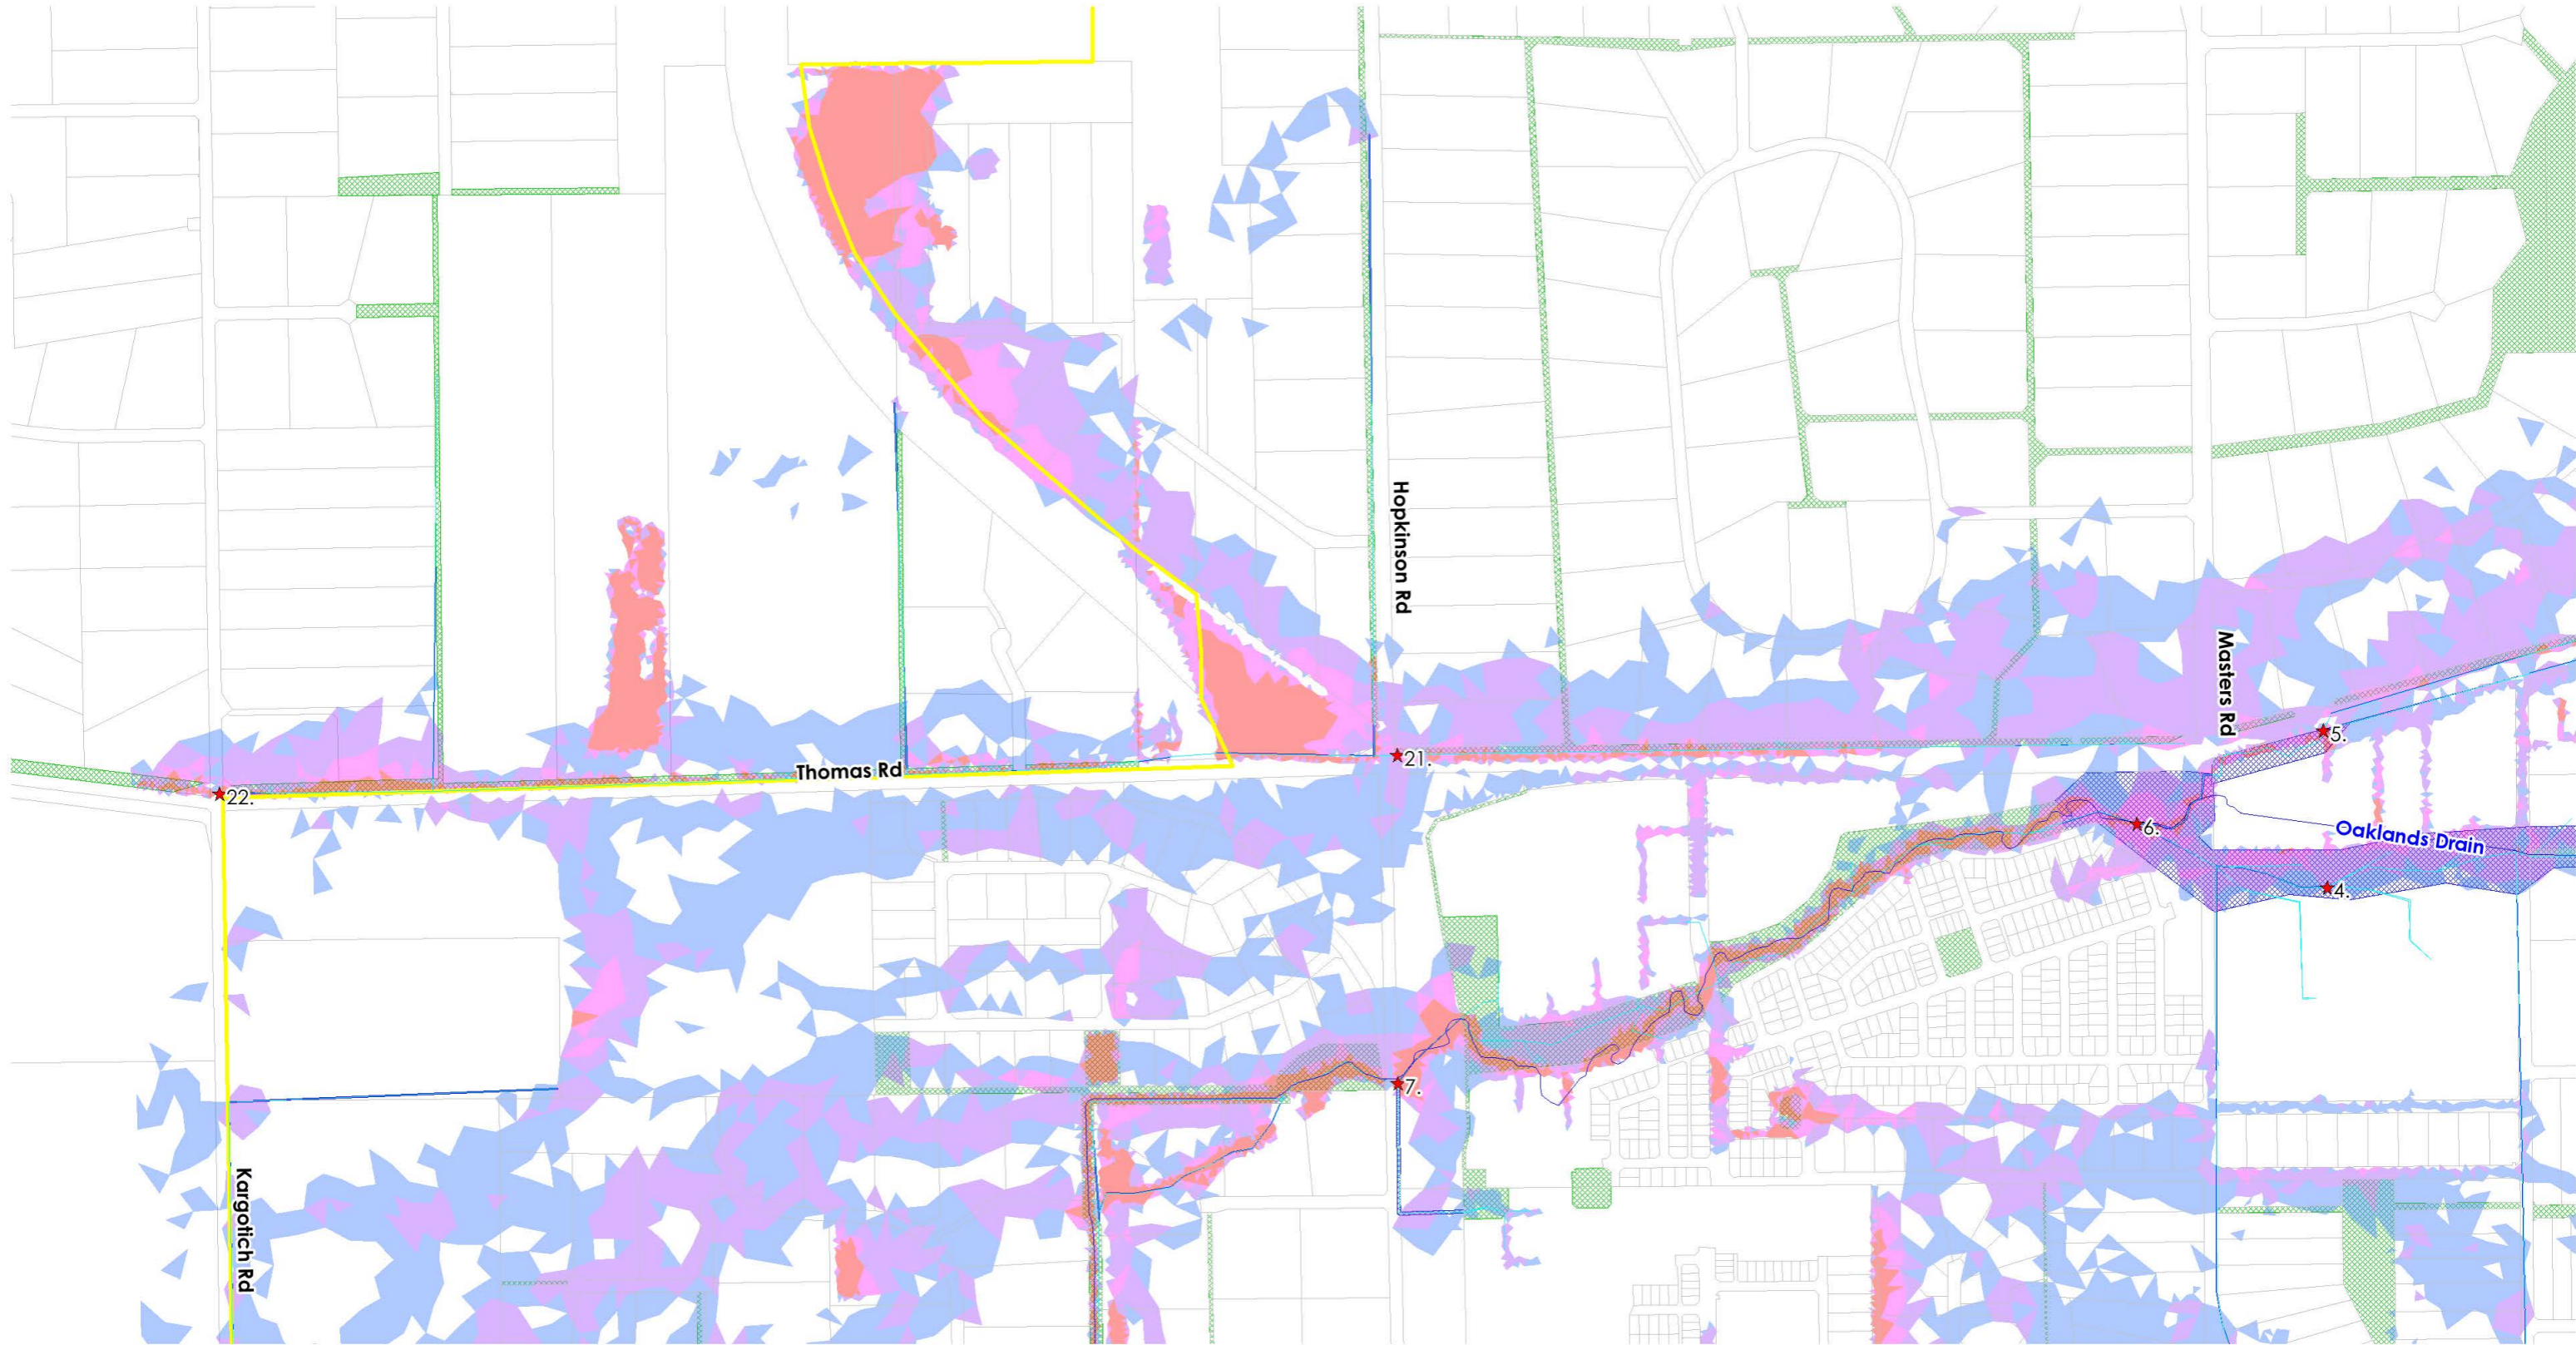 Hopkinson Rd
Masters Rd
5.
21.
Thomas Rd
22.
6.
Oaklands Drain
4.
7.
Kargotich Rd